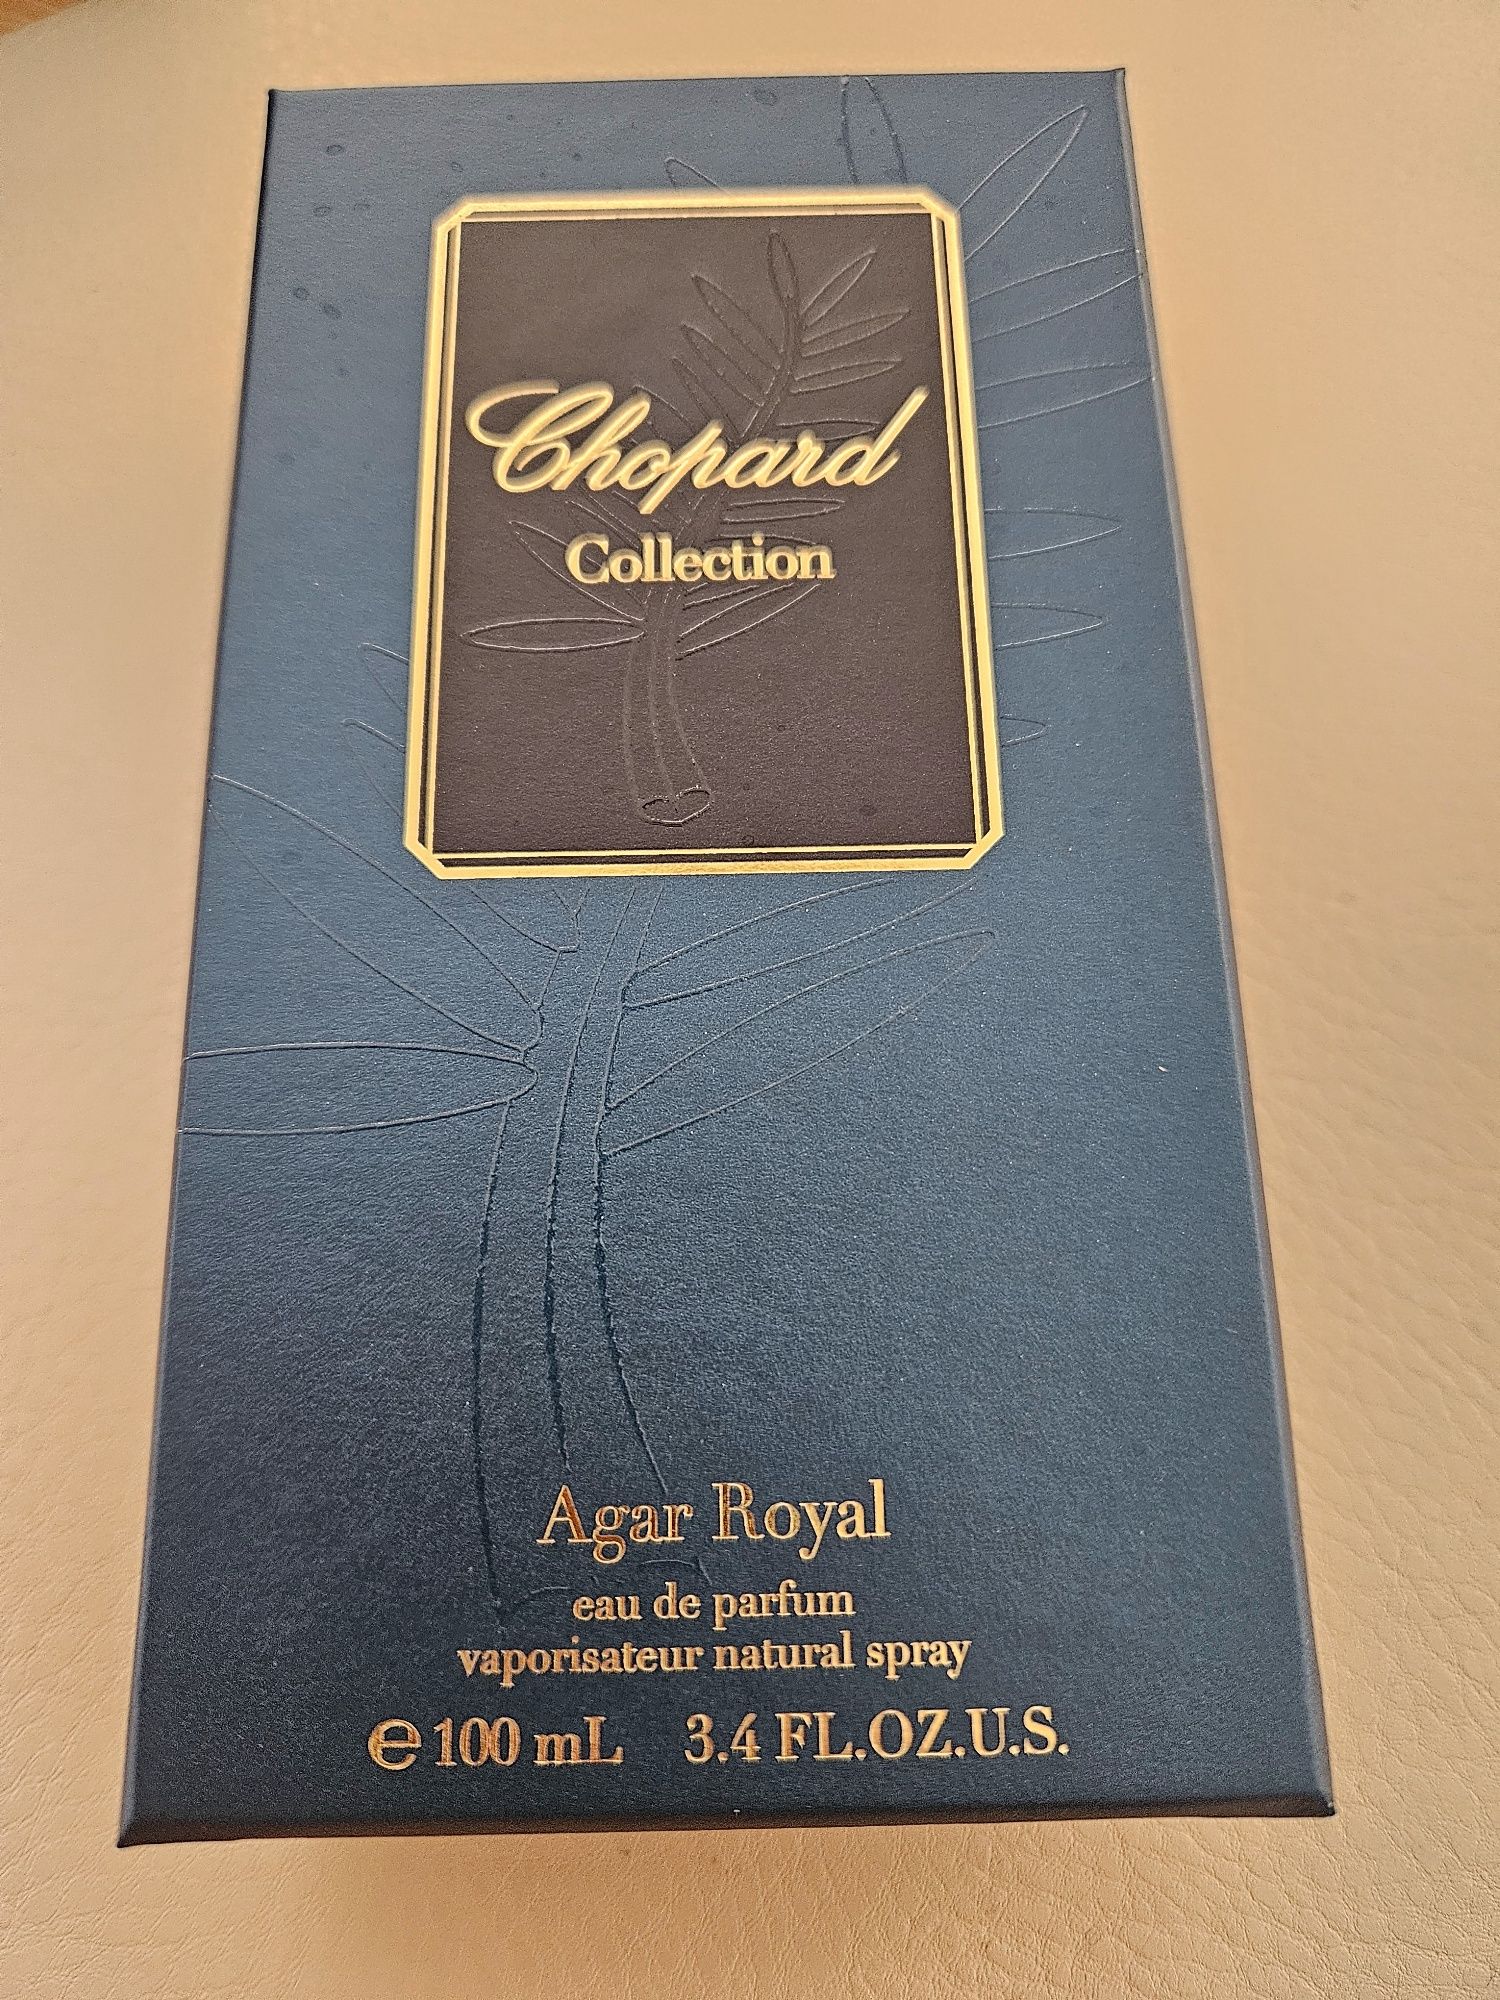 Chopard
Collection
Agar Royal
eau de parfum
vaporisateur natural spray
℮ 100 mL 3.4 FL.OZ.U.S.